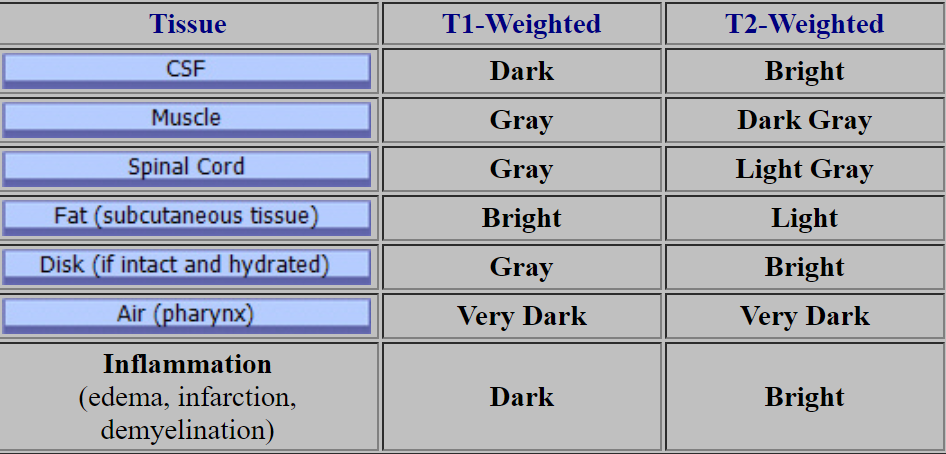 Tissue T1-Weighted T2-Weighted
CSF Dark Bright
Muscle Gray Dark Gray
Spinal Cord Gray Light Gray
Fat (subcutaneous tissue) Bright Light
Disk (if intact and hydrated) Gray Bright
Air (pharynx) Very Dark Very Dark
Inflammation
(edema, infarction, Dark Bright
demyelination)